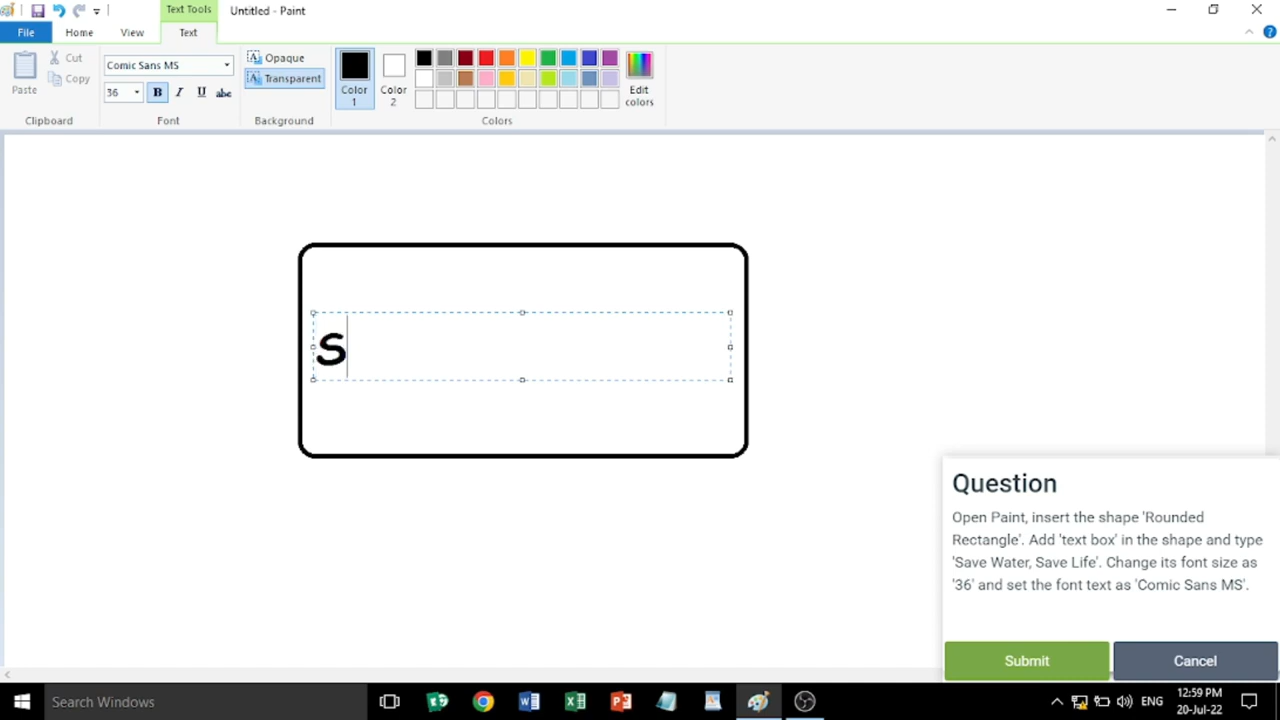 Text Tools
Untitled - Paint
File
Home
View
Text
Paste
Cut
Copy
Clipboard
Comic Sans MS
36
B I U abc
Font
Opaque
Transparent
Background
Color 1
Color 2
Edit colors
Colors
S
Question
Open Paint, insert the shape 'Rounded
Rectangle'. Add 'text box' in the shape and type
'Save Water, Save Life'. Change its font size as
'36' and set the font text as 'Comic Sans MS'.
Submit
Cancel
Search Windows
ENG
12:59 PM
20-Jul-22